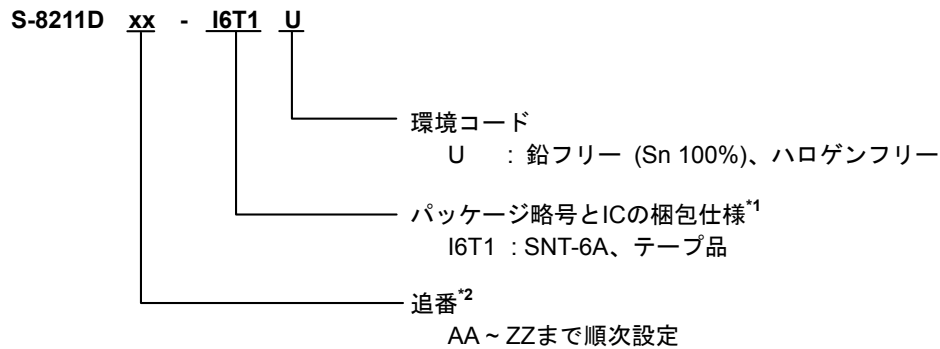 S-8211D xx - I6T1 U
環境コード
U : 鉛フリー (Sn 100%)、ハロゲンフリー
パッケージ略号とICの梱包仕様*1
I6T1 : SNT-6A、テープ品
追番*2
AA ~ ZZまで順次設定